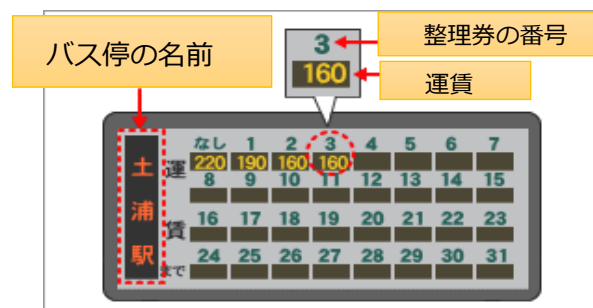 バス停の名前
3
160
整理券の番号
運賃
土浦駅
まで
運賃
なし 1 2 3 4 5 6 7
220 190 160 160
8 9 10 11 12 13 14 15
16 17 18 19 20 21 22 23
24 25 26 27 28 29 30 31